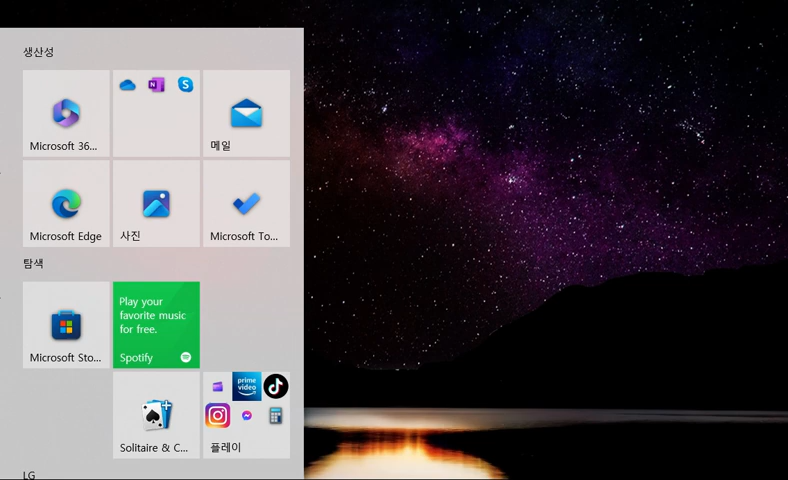 생산성
Microsoft 36...
메일
Microsoft Edge
사진
Microsoft To...
탐색
Microsoft Sto...
Play your
favorite music
for free.
Spotify
prime
video
Solitaire & C...
플레이
LG